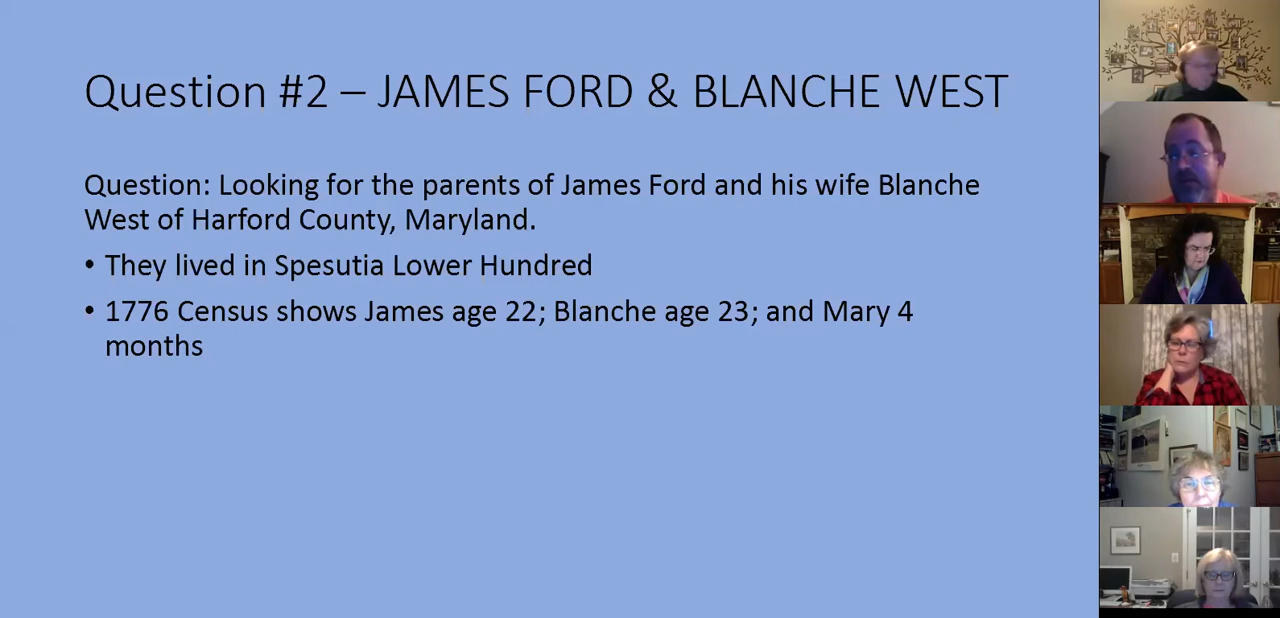 Question #2 – JAMES FORD & BLANCHE WEST
Question: Looking for the parents of James Ford and his wife Blanche
West of Harford County, Maryland.
• They lived in Spesutia Lower Hundred
• 1776 Census shows James age 22; Blanche age 23; and Mary 4
months